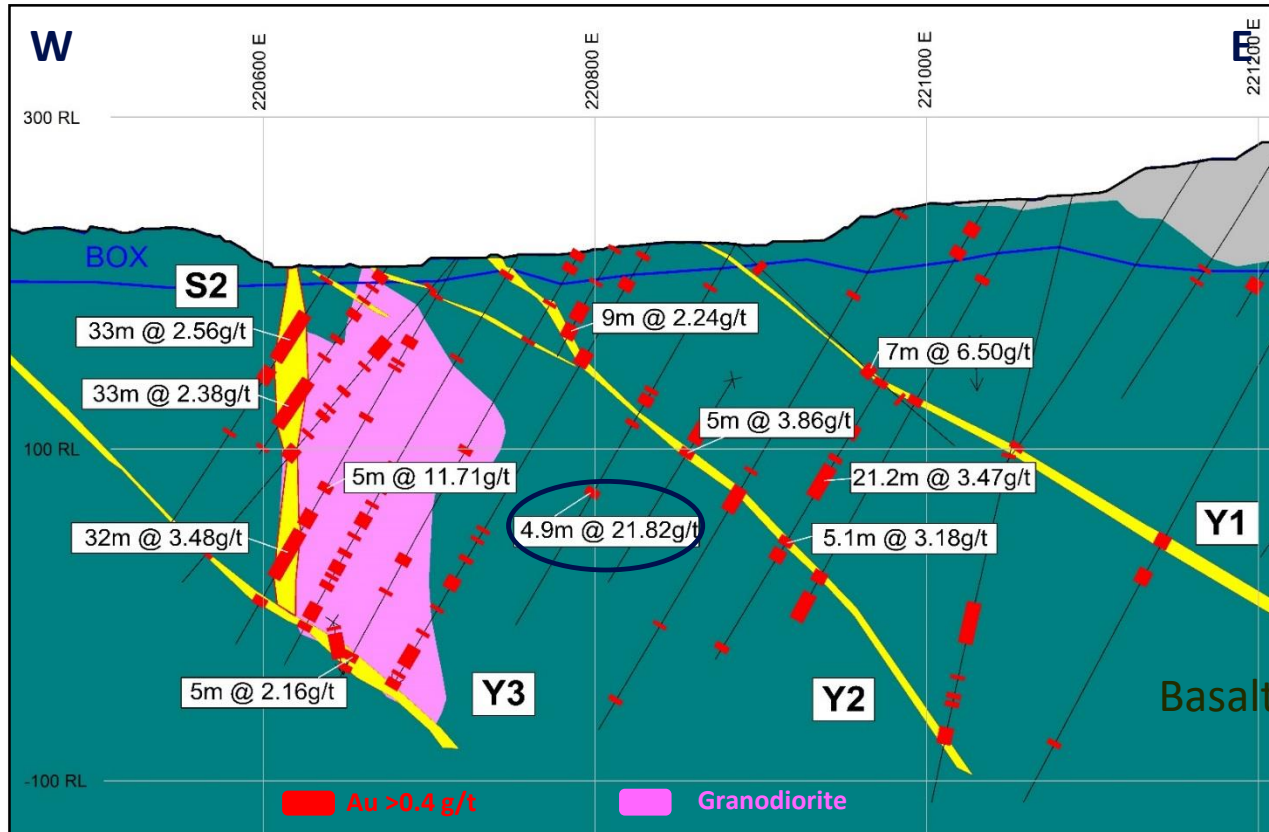 W
E
220600 E
220800 E
221000 E
221200 E
300 RL
BOX
S2
33m @ 2.56g/t
9m @ 2.24g/t
7m @ 6.50g/t
33m @ 2.38g/t
5m @ 3.86g/t
100 RL
5m @ 11.71g/t
21.2m @ 3.47g/t
4.9m @ 21.82g/t
32m @ 3.48g/t
5.1m @ 3.18g/t
Y1
5m @ 2.16g/t
Y3
Y2
Basalt
-100 RL
Au >0.4 g/t
Granodiorite